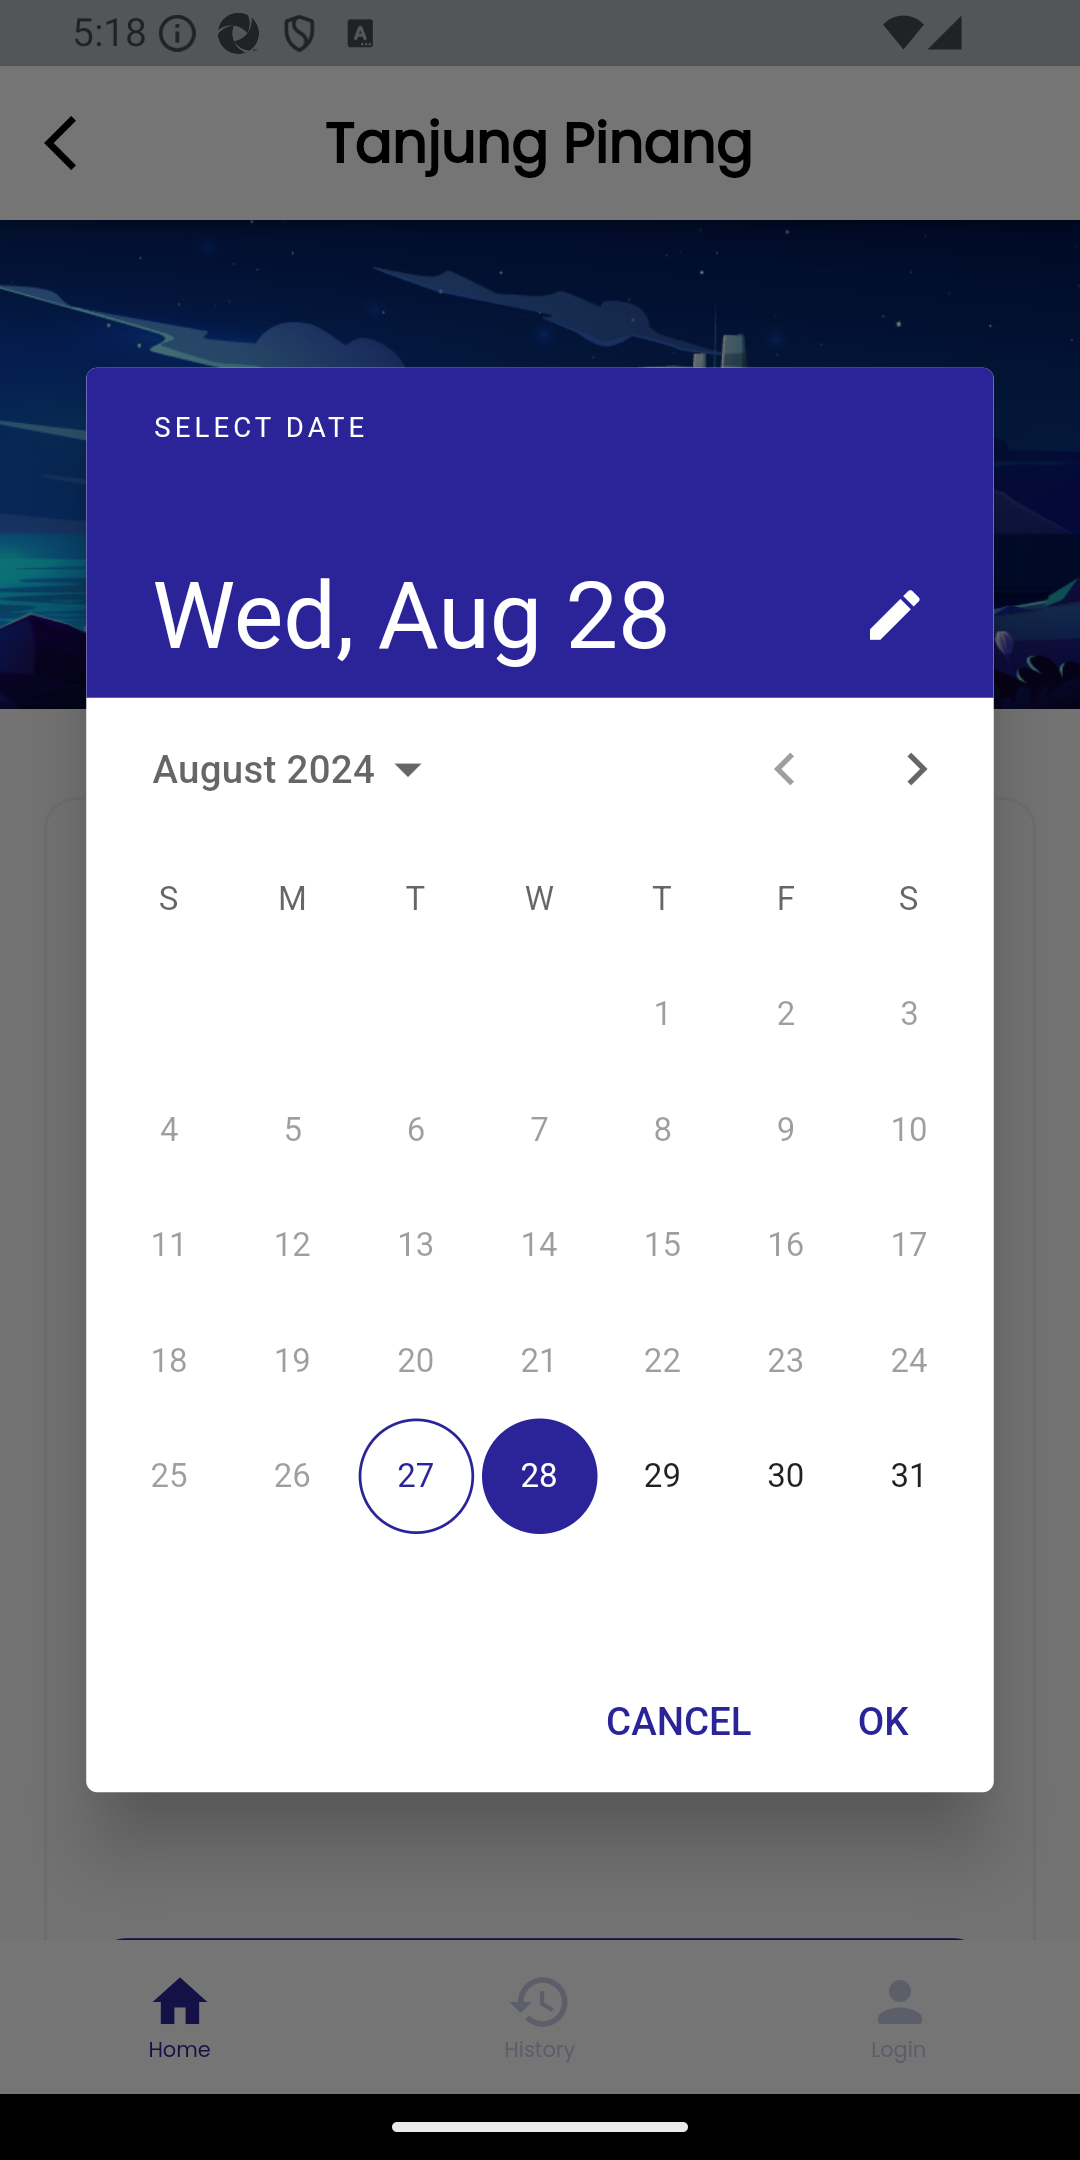 5:18
Tanjung Pinang
SELECT DATE
Wed, Aug 28
August 2024
S M T W T F S
1 2 3
4 5 6 7 8 9 10
11 12 13 14 15 16 17
18 19 20 21 22 23 24
25 26 27 28 29 30 31
CANCEL OK
Home History Login